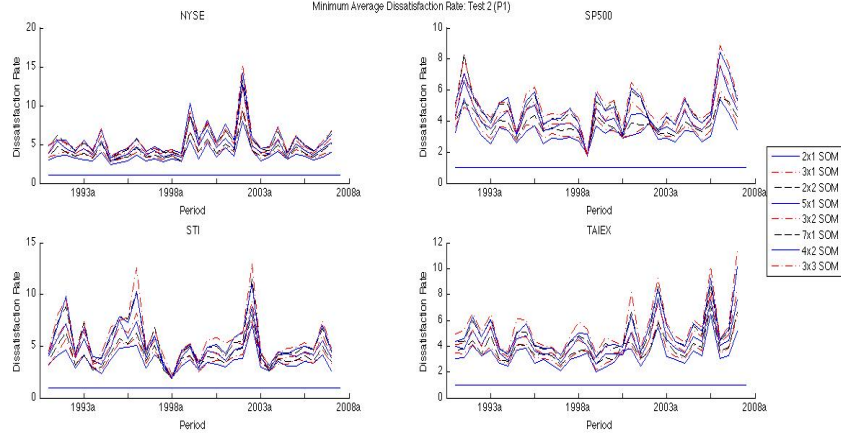 Minimum Average Dissatisfaction Rate: Test 2 (P1)
NYSE
Dissatisfaction Rate
20
15
10
5
0
1993a 1998a 2003a 2008a
Period
SP500
Dissatisfaction Rate
10
8
6
4
2
0
1993a 1998a 2003a 2008a
Period
2x1 SOM
3x1 SOM
2x2 SOM
5x1 SOM
3x2 SOM
7x1 SOM
4x2 SOM
3x3 SOM
STI
Dissatisfaction Rate
15
10
5
0
1993a 1998a 2003a 2008a
Period
TAIEX
Dissatisfaction Rate
12
10
8
6
4
2
0
1993a 1998a 2003a 2008a
Period